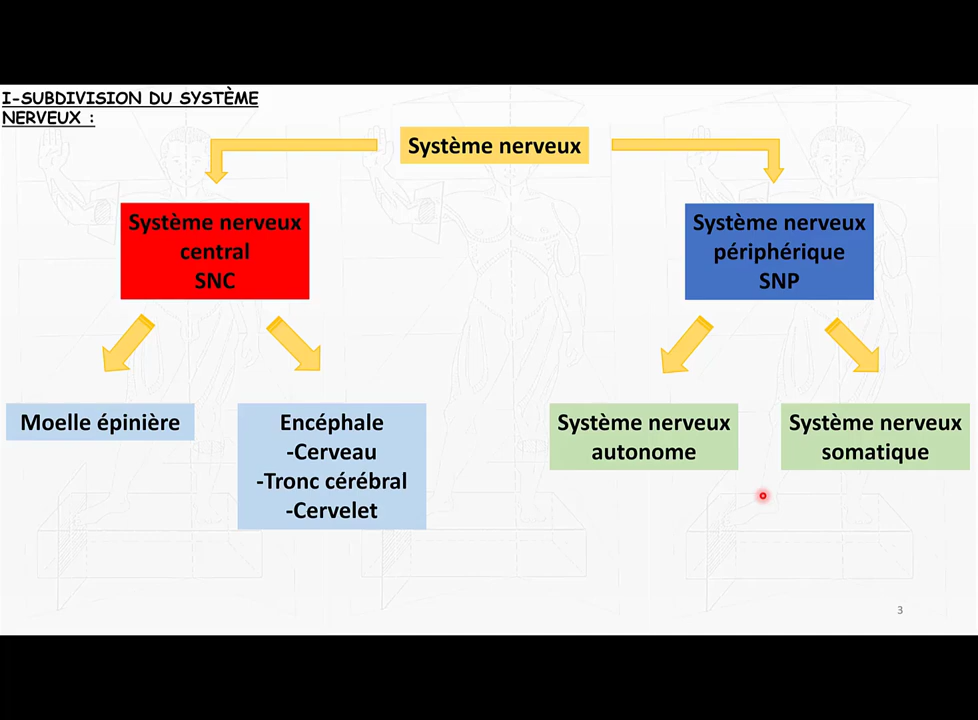 I-SUBDIVISION DU SYSTÈME
NERVEUX :
Système nerveux
Système nerveux
central
SNC
Système nerveux
périphérique
SNP
Moelle épinière
Encéphale
-Cerveau
-Tronc cérébral
-Cervelet
Système nerveux
autonome
Système nerveux
somatique
3